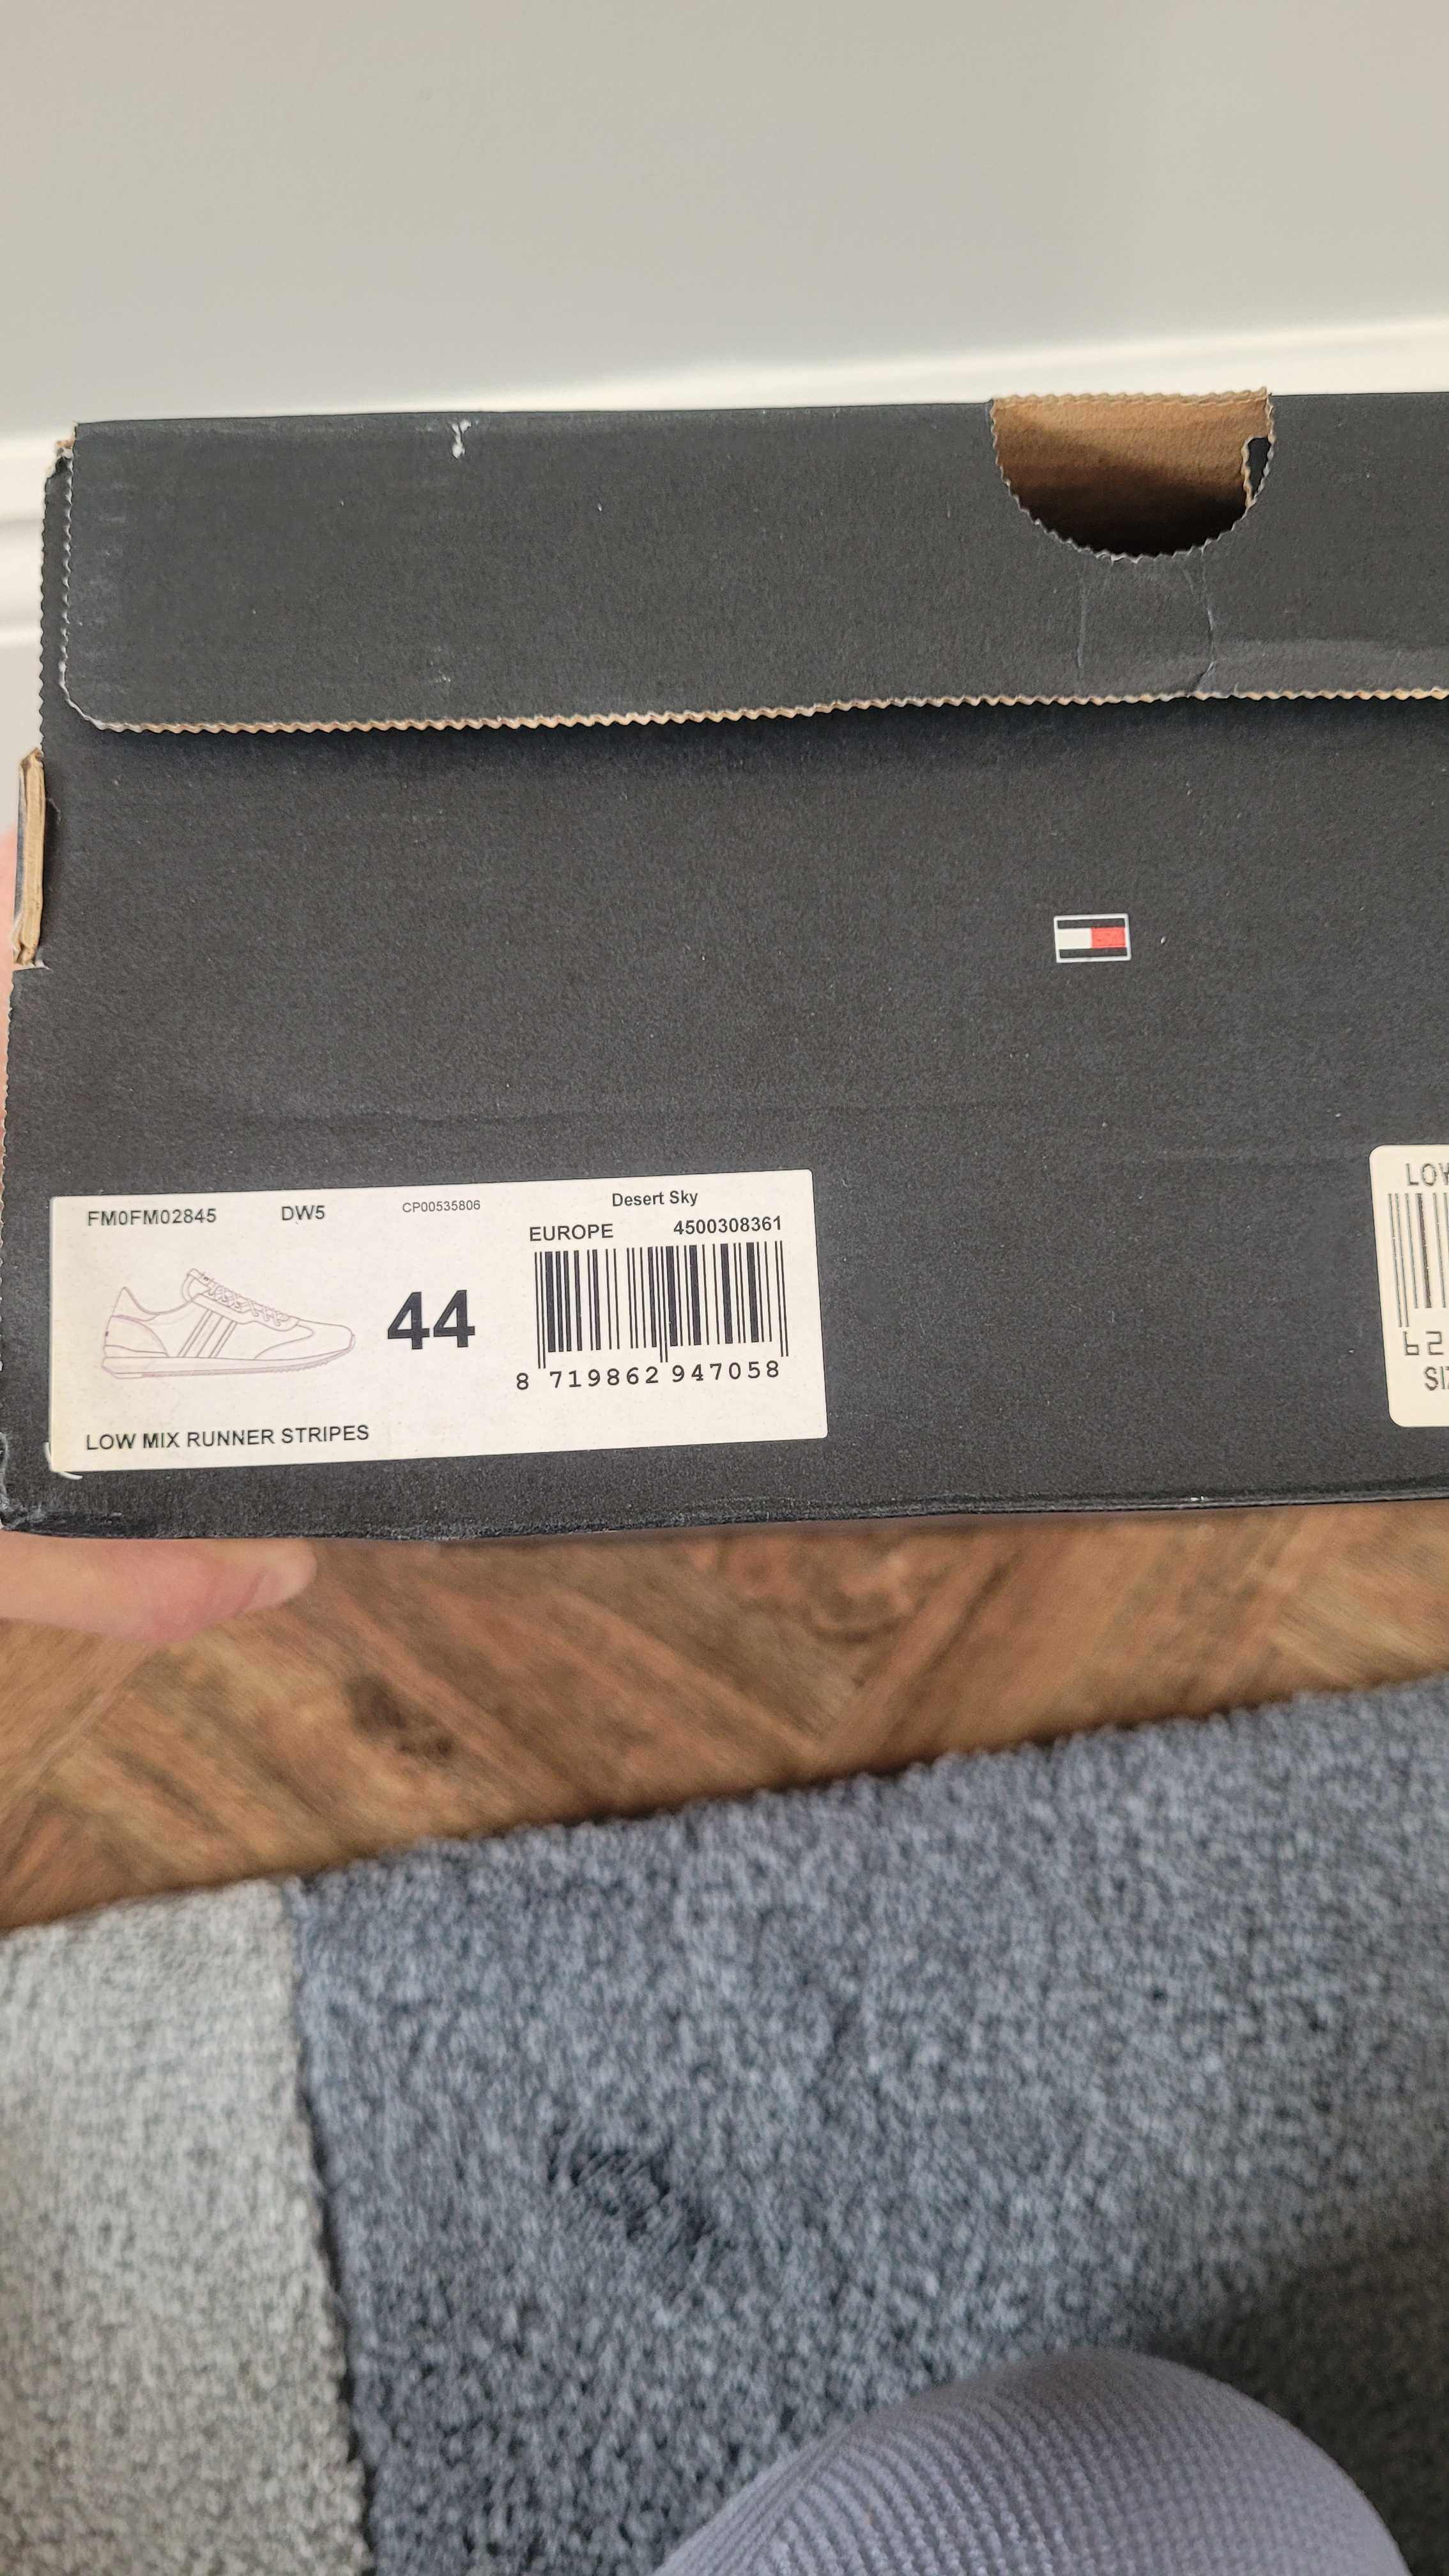 FM0FM02845 DW5 CP00535806 Desert Sky
EUROPE 4500308361
44
8 719862 947058
LOW MIX RUNNER STRIPES